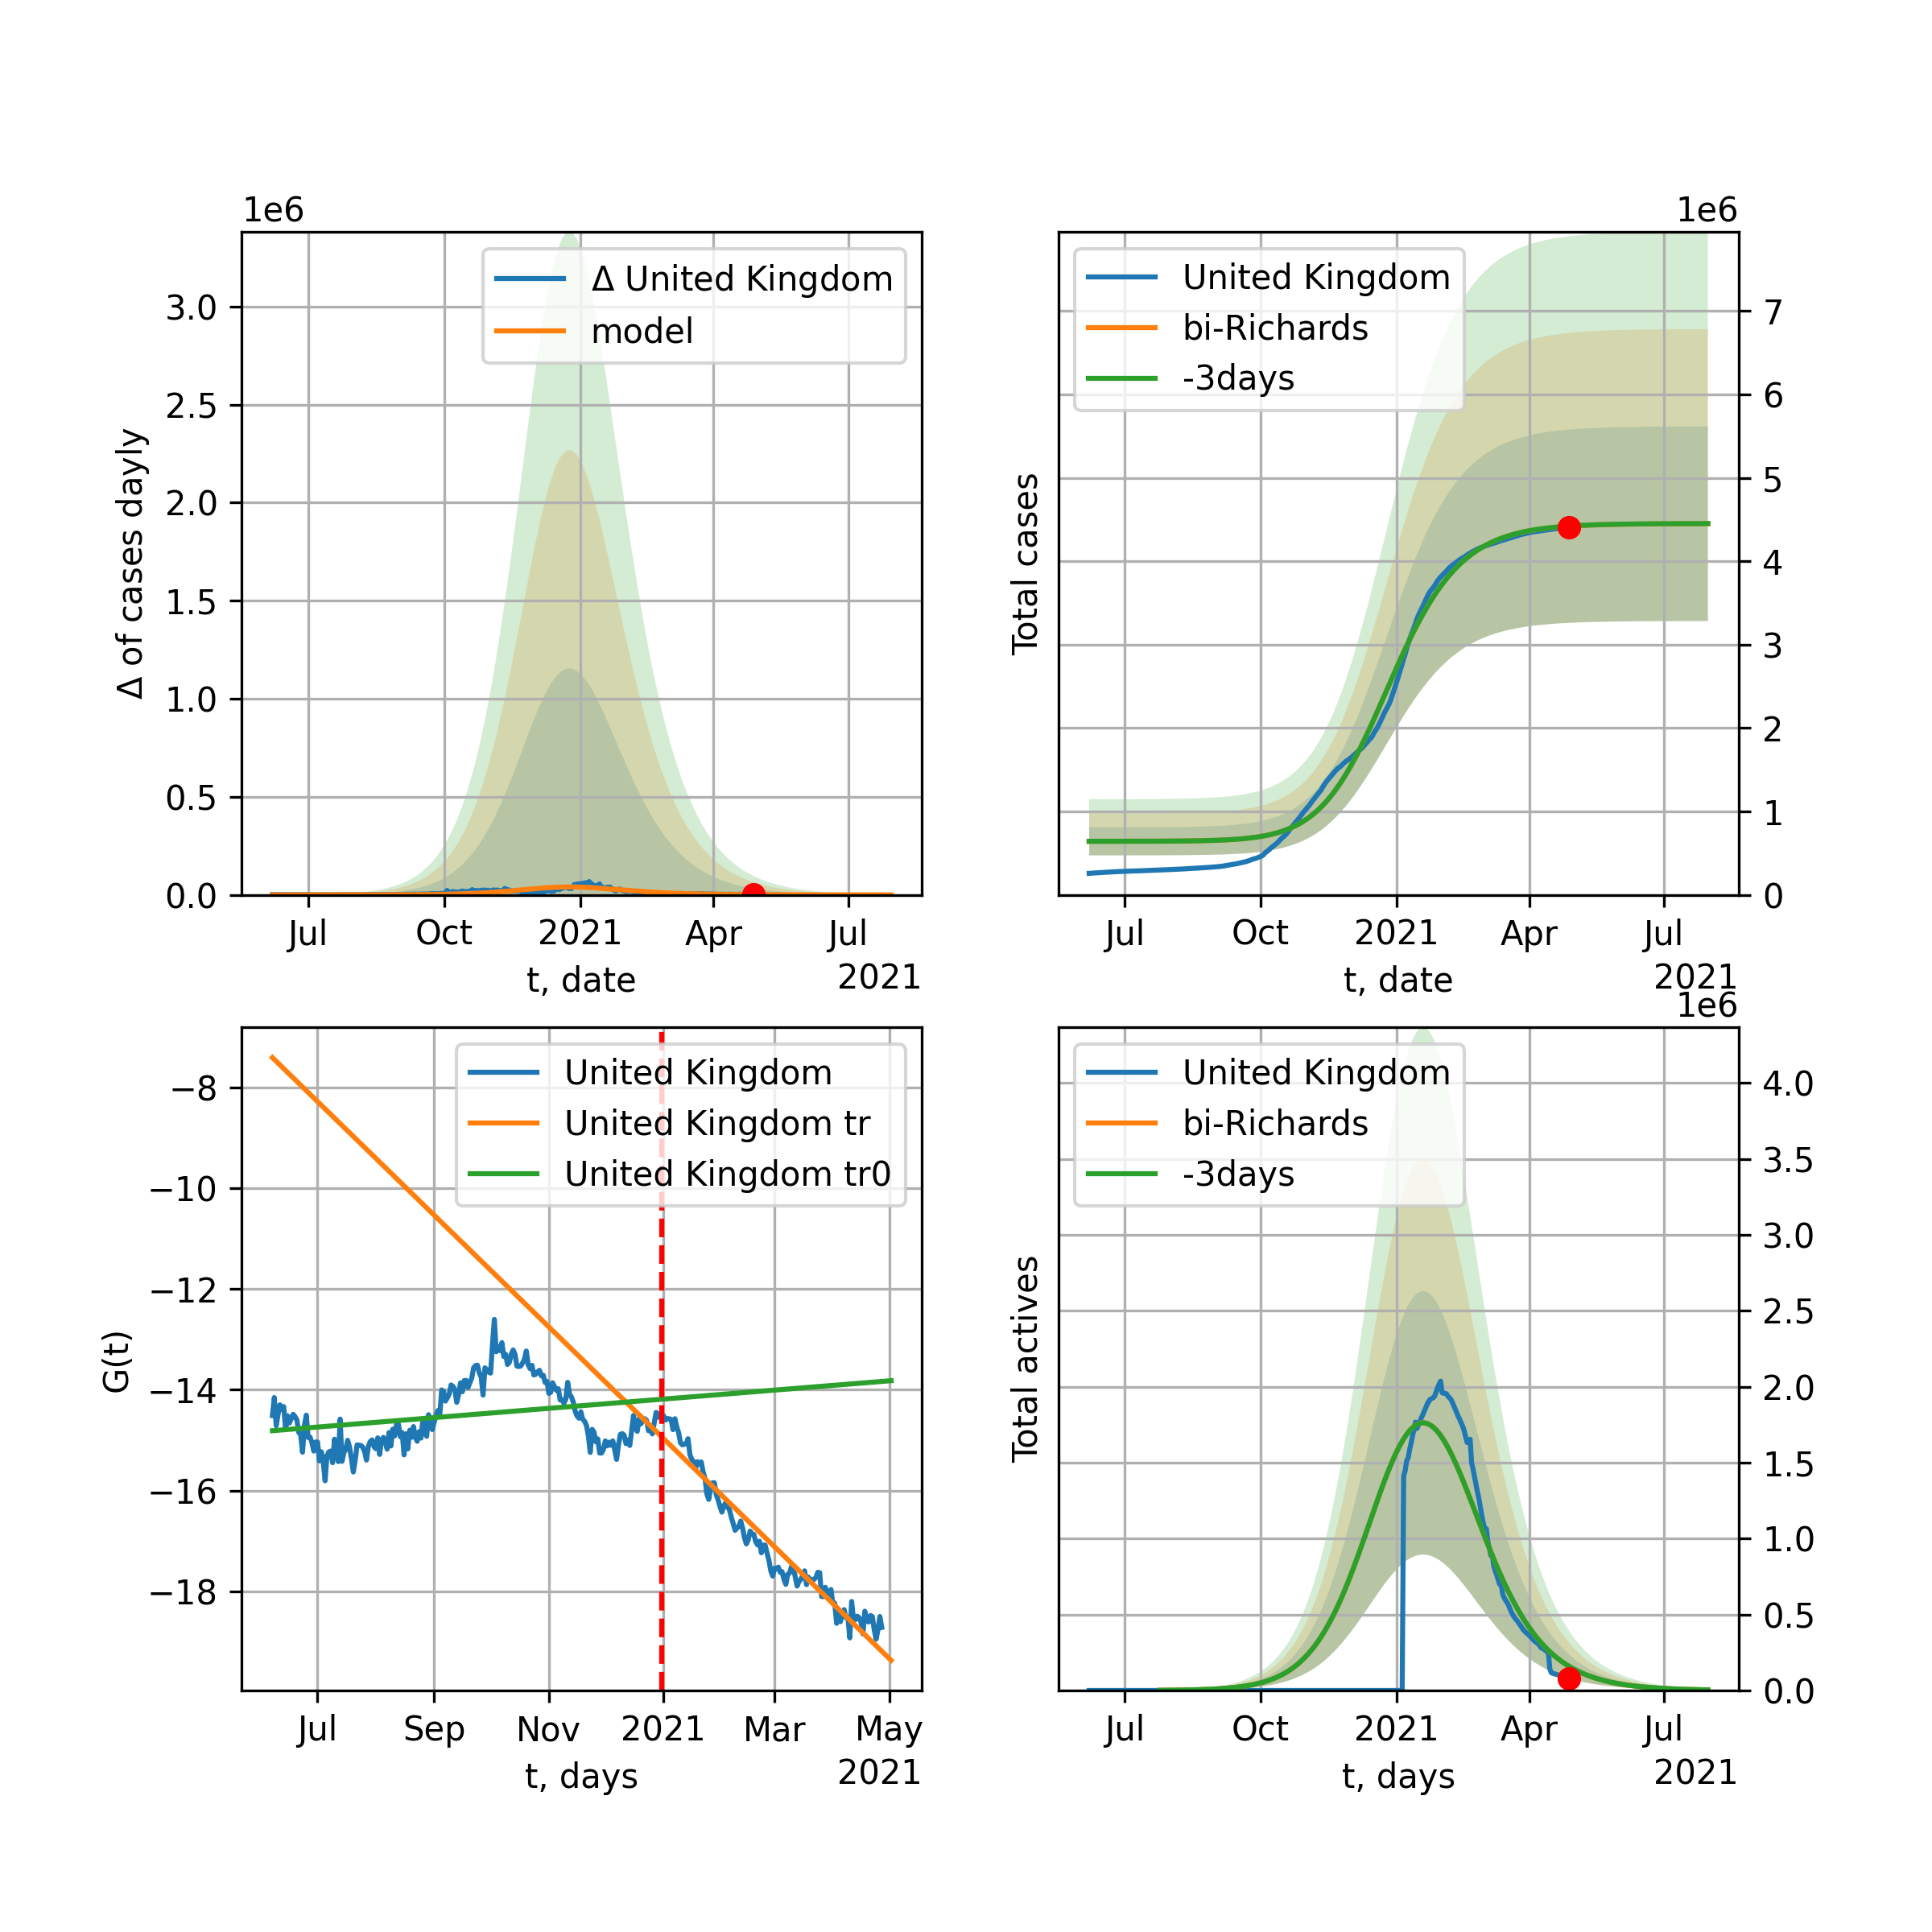 1e6
Δ of cases dayly
3.0
2.5
2.0
1.5
1.0
0.5
0.0
Δ United Kingdom
model
Jul
Oct
2021
Apr
Jul
t, date
2021
1e6
Total cases
United Kingdom
bi-Richards
-3days
7
6
5
4
3
2
1
0
Jul
Oct
2021
Apr
Jul
t, date
2021
G(t)
−8
−10
−12
−14
−16
−18
United Kingdom
United Kingdom tr
United Kingdom tr0
Jul
Sep
Nov
2021
Mar
May
t, days
2021
1e6
Total actives
United Kingdom
bi-Richards
-3days
4.0
3.5
3.0
2.5
2.0
1.5
1.0
0.5
0.0
Jul
Oct
2021
Apr
Jul
t, days
2021